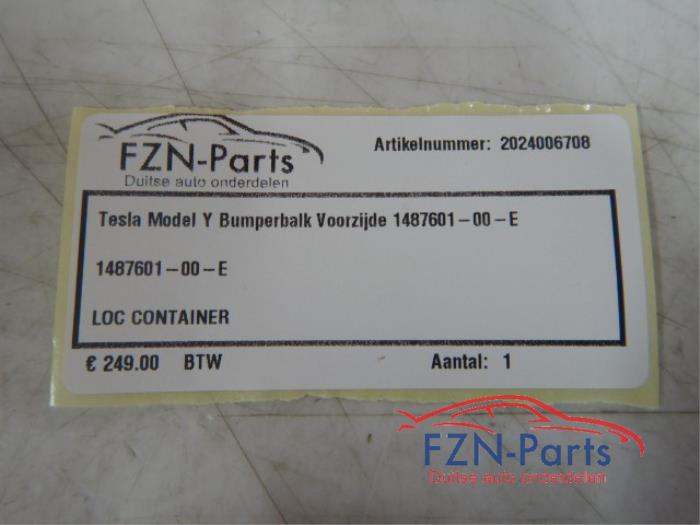 FZN-Parts
Duitse auto onderdelen
Artikelnummer: 2024006708
Tesla Model Y Bumperbalk Voorzijde 1487601-00-E
1487601-00-E
LOC CONTAINER
€ 249.00 BTW Aantal: 1
FZN-Parts
Duitse auto onderdelen